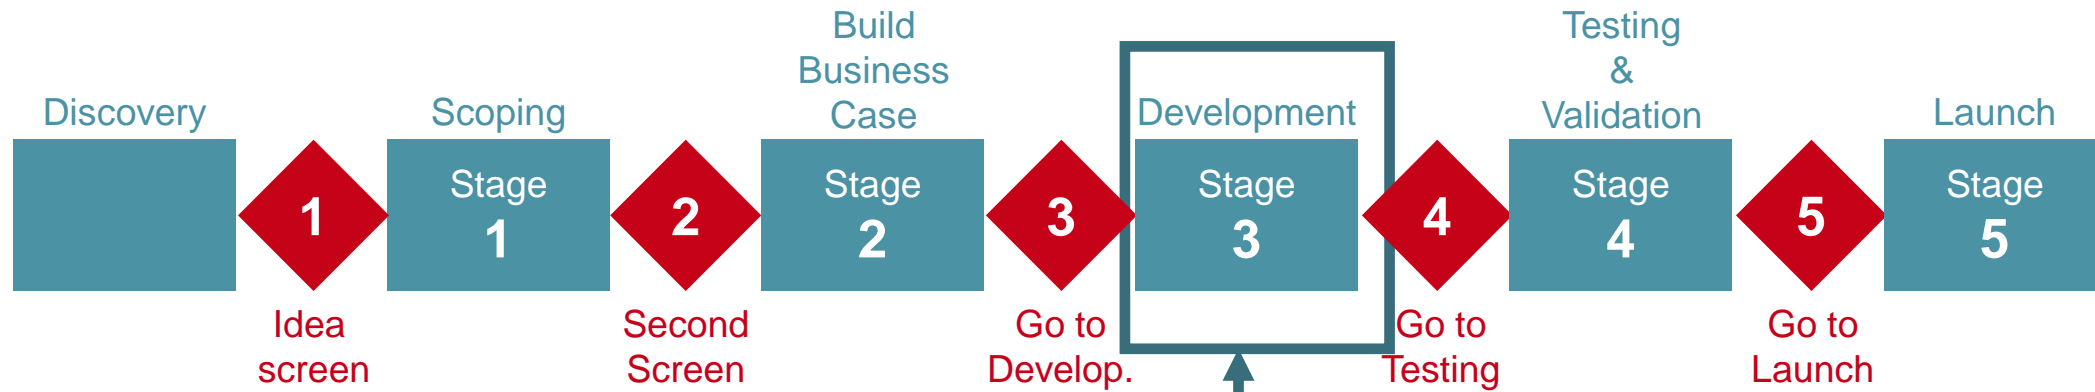 Discovery
1
Idea
screen
Scoping
Stage
1
2
Second
Screen
Build
Business
Case
Stage
2
3
Go to
Develop.
Development
Stage
3
4
Go to
Testing
Testing
&
Validation
Stage
4
5
Go to
Launch
Launch
Stage
5